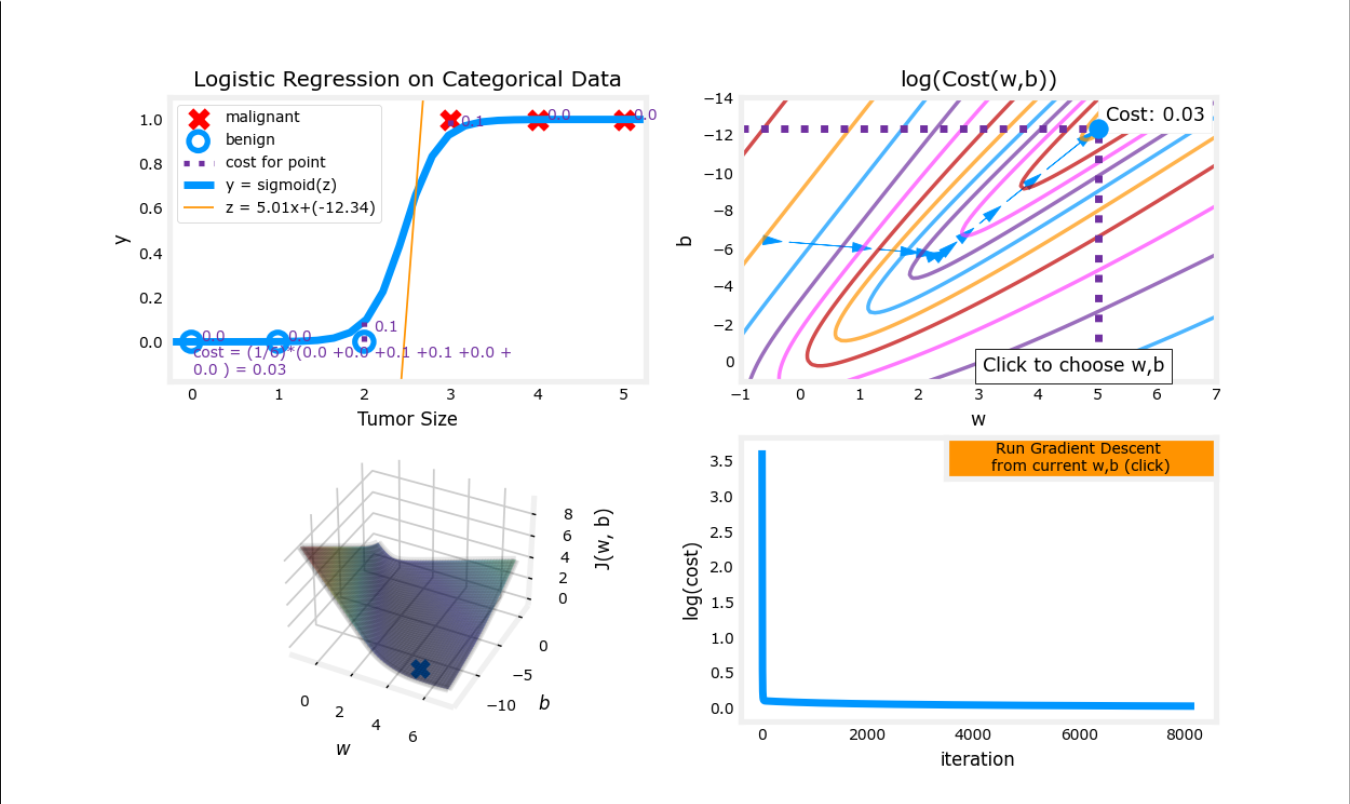 Logistic Regression on Categorical Data
y
1.0
0.8
0.6
0.4
0.2
0.0
malignant
benign
cost for point
y = sigmoid(z)
z = 5.01x+(-12.34)
0.0
0.0
0.1
0.1
0.0
0.0
cost = (1/6)*(0.0 +0.0 +0.1 +0.1 +0.0 +
0.0 ) = 0.03
0 1 2 3 4 5
Tumor Size
log(Cost(w,b))
b
−14
−12
−10
−8
−6
−4
−2
0
Cost: 0.03
Click to choose w,b
−1 0 1 2 3 4 5 6 7
w
8
6
4
2
0
J(w, b)
0
−5
−10
b
0
2
4
6
w
Run Gradient Descent
from current w,b (click)
log(cost)
3.5
3.0
2.5
2.0
1.5
1.0
0.5
0.0
0 2000 4000 6000 8000
iteration